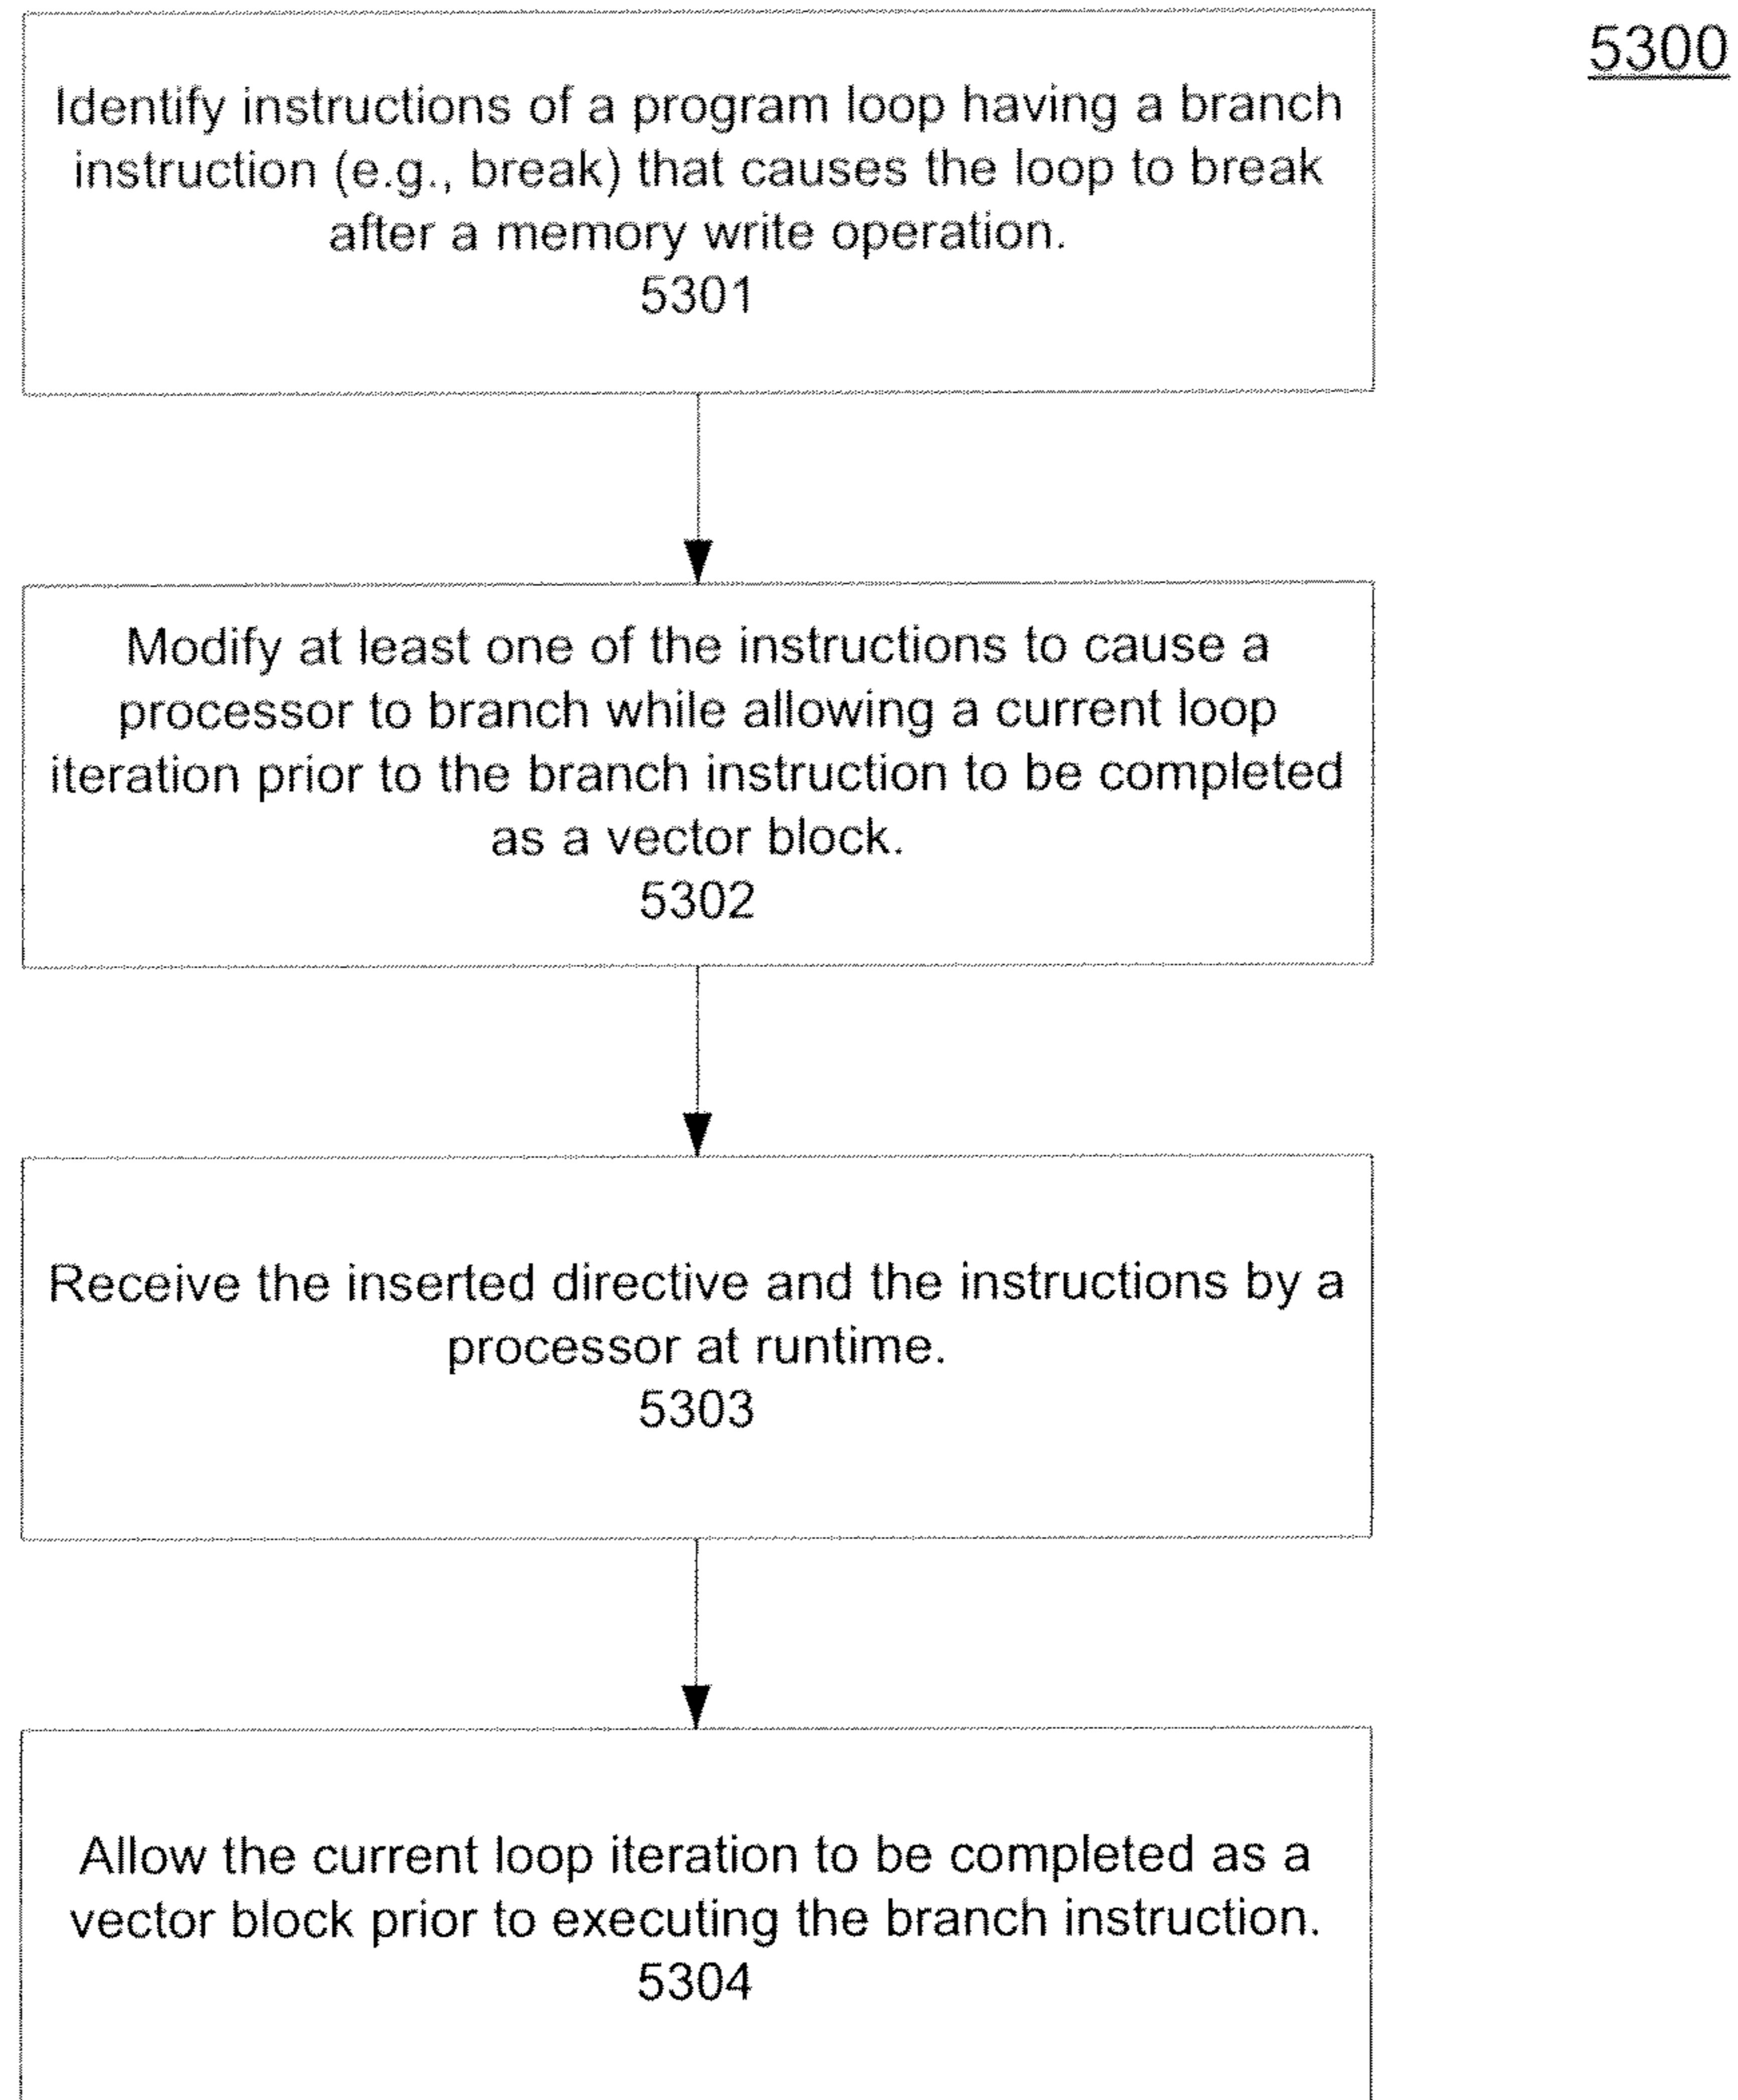 5300
Identify instructions of a program loop having a branch
instruction (e.g., break) that causes the loop to break
after a memory write operation.
5301
Modify at least one of the instructions to cause a
processor to branch while allowing a current loop
iteration prior to the branch instruction to be completed
as a vector block.
5302
Receive the inserted directive and the instructions by a
processor at runtime.
5303
Allow the current loop iteration to be completed as a
vector block prior to executing the branch instruction.
5304